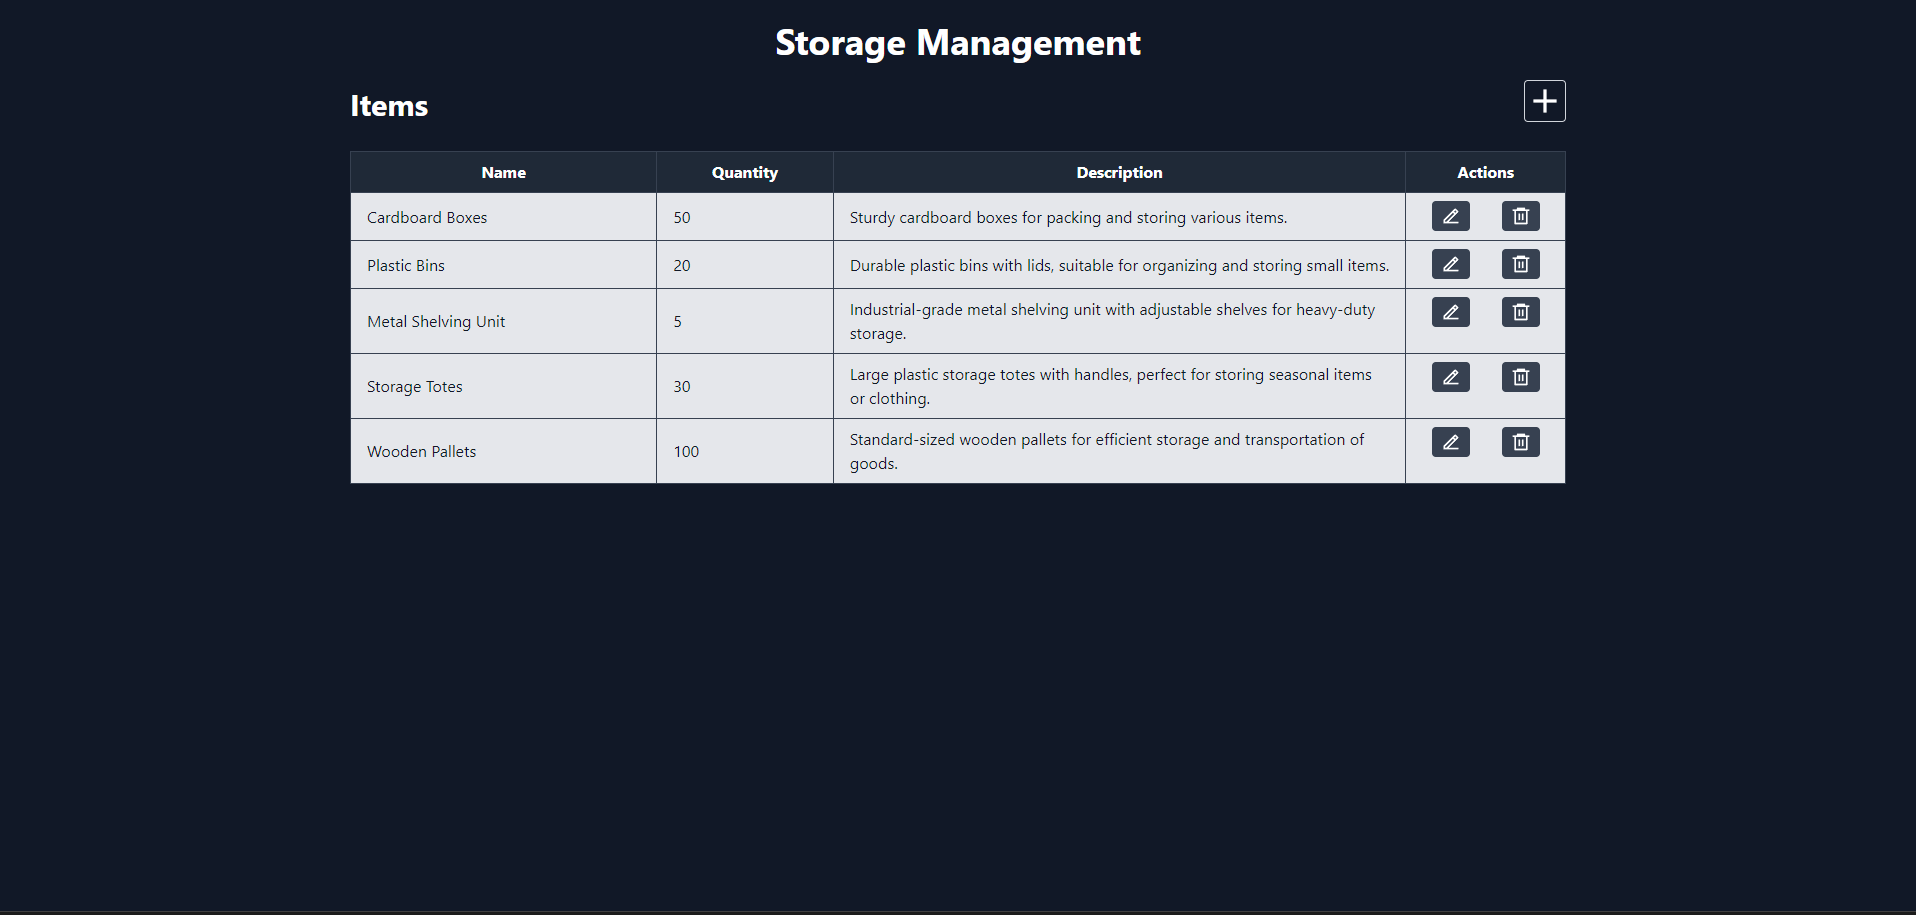 Storage Management
Items
Name Quantity Description Actions
Cardboard Boxes 50 Sturdy cardboard boxes for packing and storing various items.
Plastic Bins 20 Durable plastic bins with lids, suitable for organizing and storing small items.
Metal Shelving Unit 5 Industrial-grade metal shelving unit with adjustable shelves for heavy-duty
storage.
Storage Totes 30 Large plastic storage totes with handles, perfect for storing seasonal items
or clothing.
Wooden Pallets 100 Standard-sized wooden pallets for efficient storage and transportation of
goods.